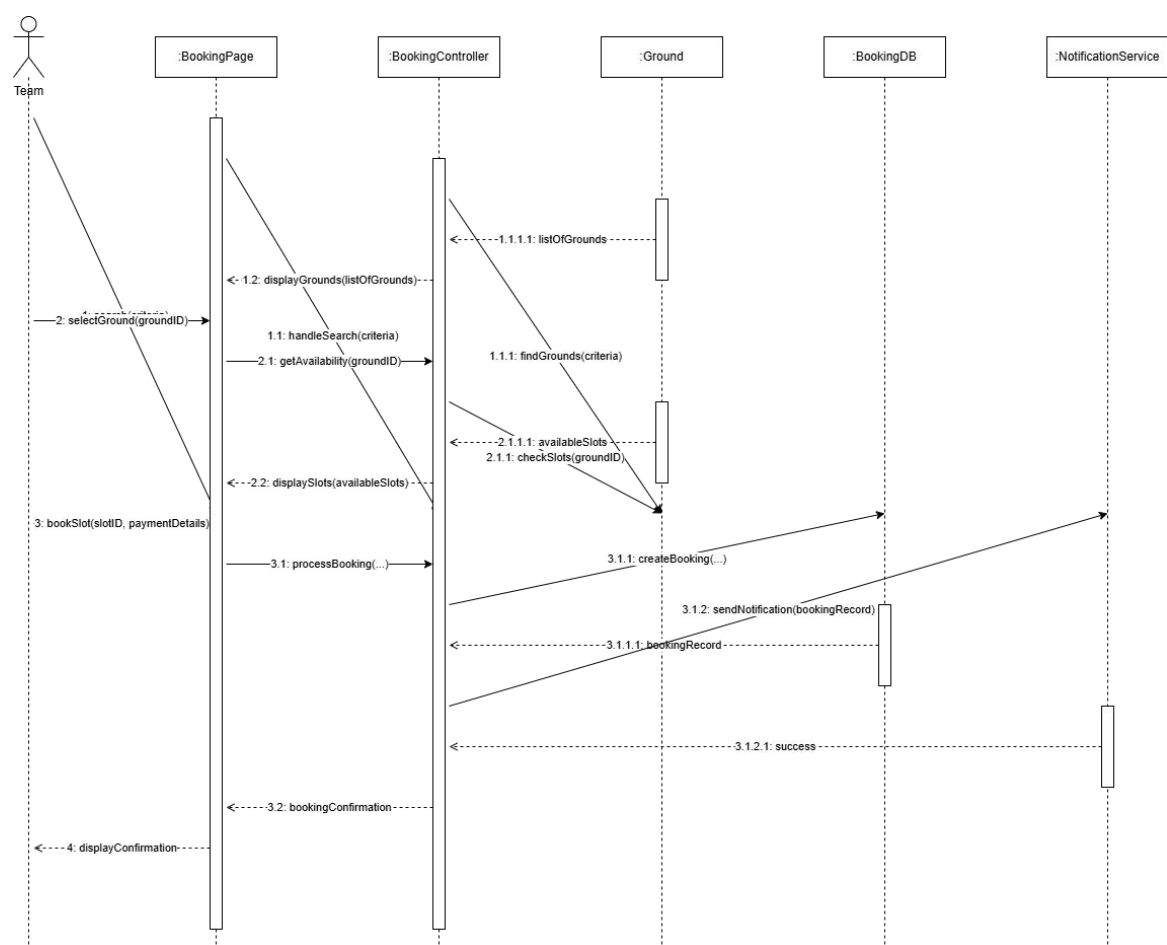 :BookingPage
:BookingController
:Ground
:BookingDB
:NotificationService
Team
1.1.1.1: listOfGrounds
1.2: displayGrounds(listOfGrounds)
1: search(criteria)
2: selectGround(groundID)
1.1: handleSearch(criteria)
1.1.1: findGrounds(criteria)
2.1: getAvailability(groundID)
2.1.1.1: availableSlots
2.1.1: checkSlots(groundID)
2.2: displaySlots(availableSlots)
3: bookSlot(slotID, paymentDetails)
3.1.1: createBooking(...)
3.1: processBooking(...)
3.1.2: sendNotification(bookingRecord)
3.1.1.1: bookingRecord
3.1.2.1: success
3.2: bookingConfirmation
4: displayConfirmation